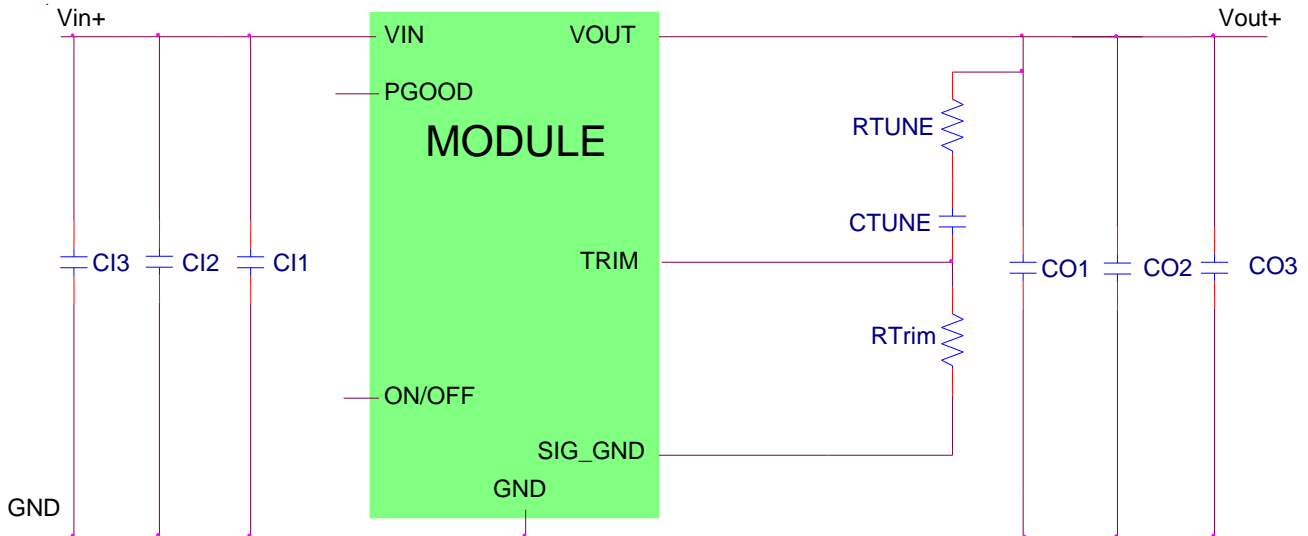 Vin+
Vout+
VIN
VOUT
PGOOD
MODULE
RTUNE
CTUNE
TRIM
CI3
CI2
CI1
CO1
CO2
CO3
RTrim
ON/OFF
SIG_GND
GND
GND